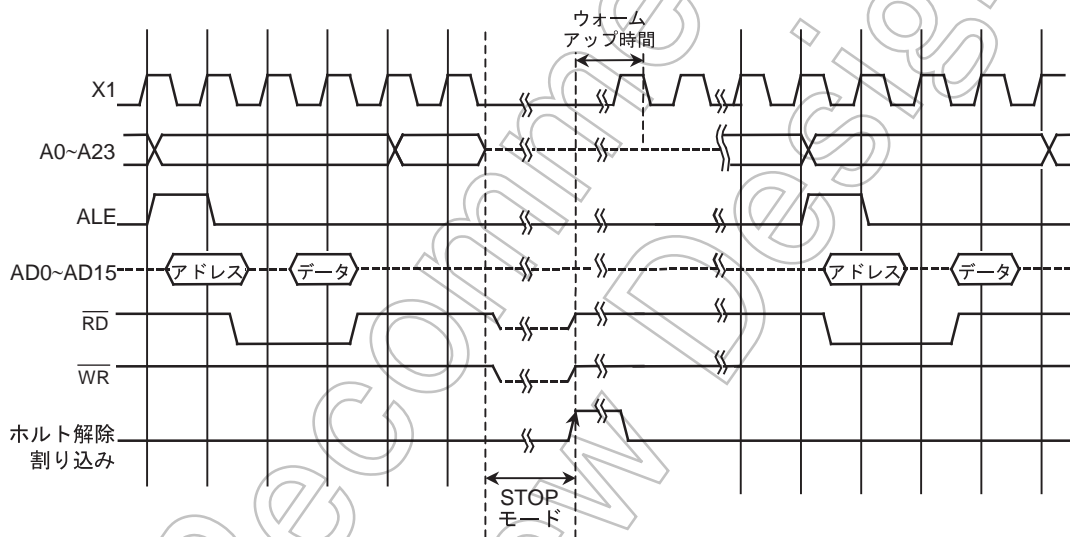 ウォーム
アップ時間
X1
A0~A23
ALE
AD0~AD15
アドレス
データ
アドレス
データ
RD
WR
ホルト解除
割り込み
STOP
モード